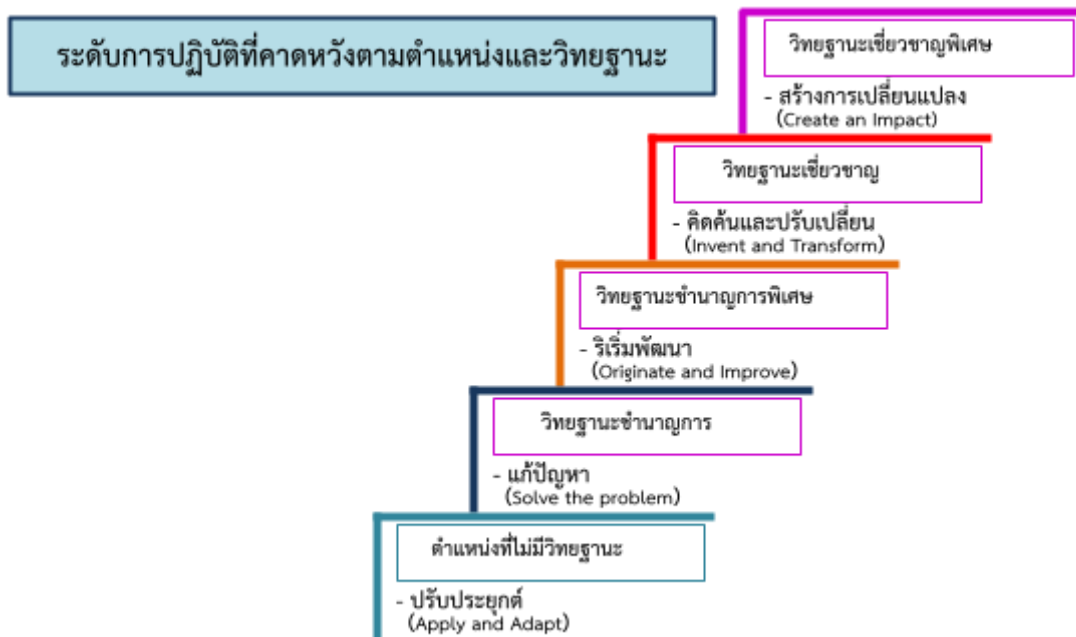 ระดับการปฏิบัติที่คาดหวังตามตำแหน่งและวิทยฐานะ
วิทยฐานะเชี่ยวชาญพิเศษ
- สร้างการเปลี่ยนแปลง
(Create an Impact)
วิทยฐานะเชี่ยวชาญ
- คิดค้นและปรับเปลี่ยน
(Invent and Transform)
วิทยฐานะชำนาญการพิเศษ
- ริเริ่มพัฒนา
(Originate and Improve)
วิทยฐานะชำนาญการ
- แก้ปัญหา
(Solve the problem)
ตำแหน่งที่ไม่มีวิทยฐานะ
- ปรับประยุกต์
(Apply and Adapt)